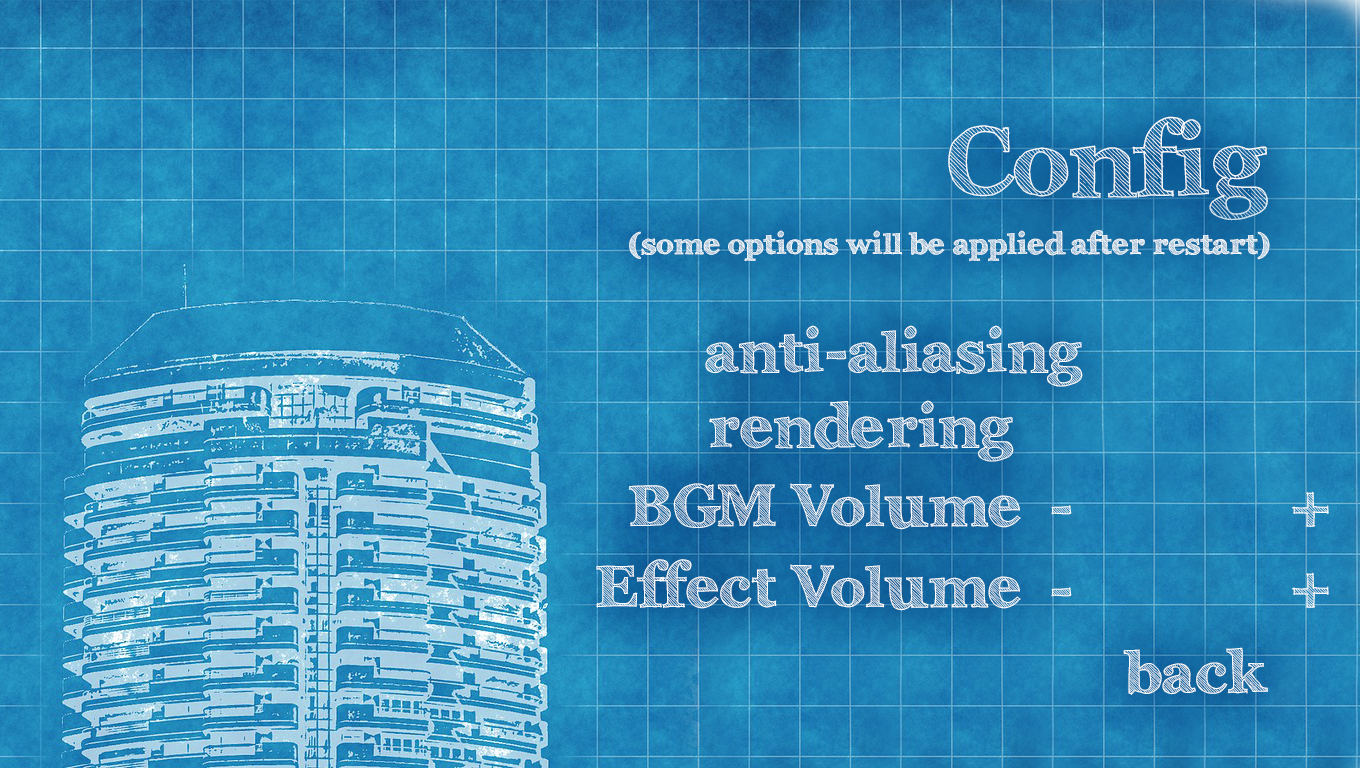 Config
(some options will be applied after restart)
anti-aliasing
rendering
BGM Volume - +
Effect Volume - +
back